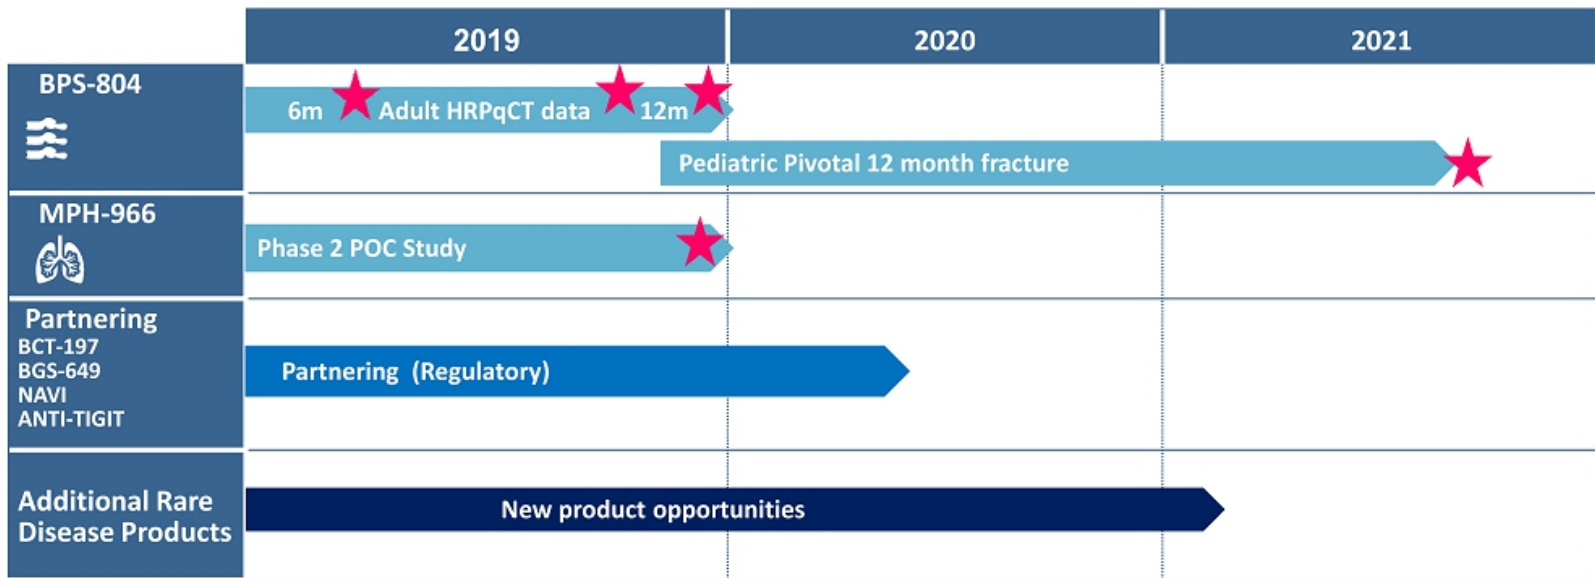 2019
2020
2021
BPS-804
6m
Adult HRPqCT data
12m
Pediatric Pivotal 12 month fracture
MPH-966
Phase 2 POC Study
Partnering
BCT-197
BGS-649
NAVI
ANTI-TIGIT
Partnering (Regulatory)
Additional Rare
Disease Products
New product opportunities